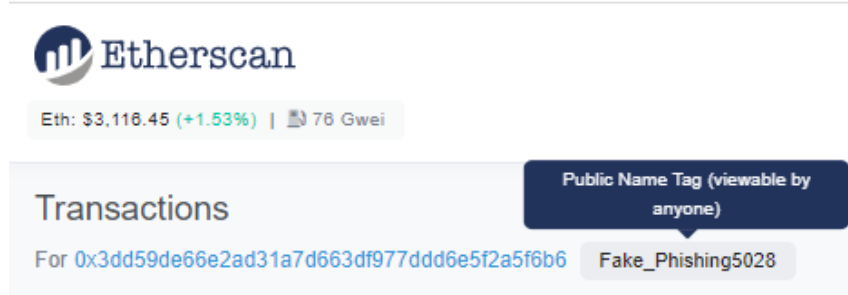 Etherscan
Eth: $3,116.45 (+1.53%) | 76 Gwei
Public Name Tag (viewable by
anyone)
Transactions
For 0x3dd59de66e2ad31a7d663df977ddd6e5f2a5f6b6 Fake_Phishing5028